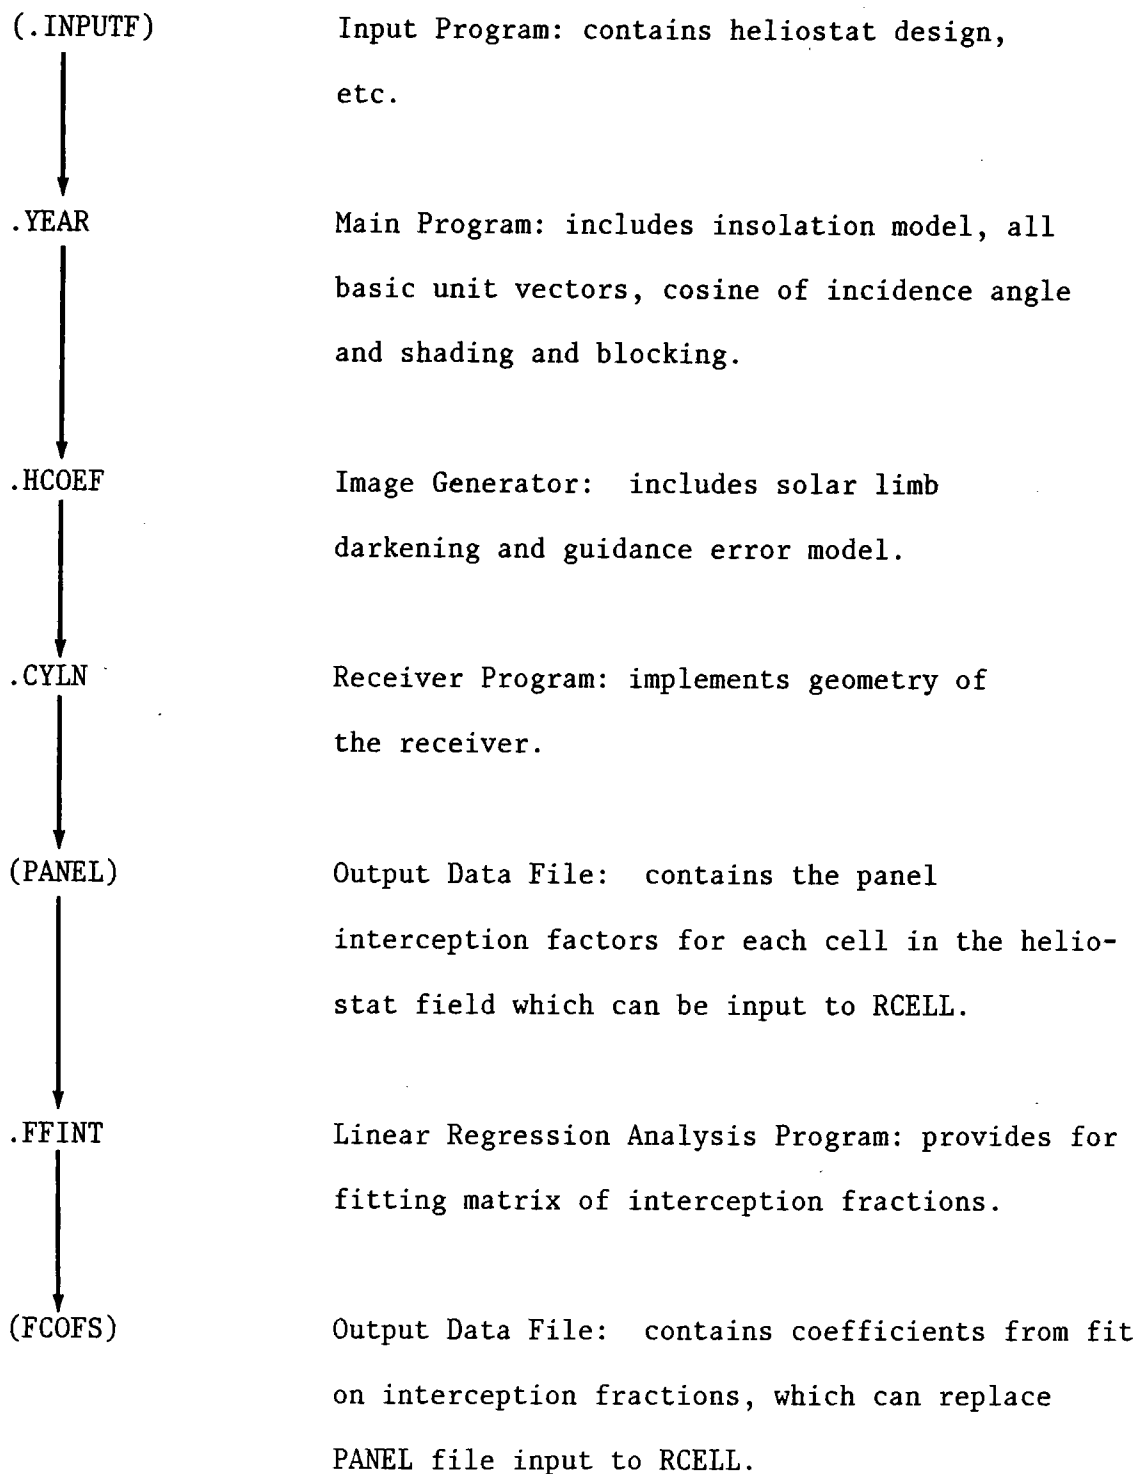 (.INPUTF) Input Program: contains heliostat design,
etc.
.YEAR Main Program: includes insolation model, all
basic unit vectors, cosine of incidence angle
and shading and blocking.
.HCOEF Image Generator: includes solar limb
darkening and guidance error model.
.CYLN Receiver Program: implements geometry of
the receiver.
(PANEL) Output Data File: contains the panel
interception factors for each cell in the helio-
stat field which can be input to RCELL.
.FFINT Linear Regression Analysis Program: provides for
fitting matrix of interception fractions.
(FCOFS) Output Data File: contains coefficients from fit
on interception fractions, which can replace
PANEL file input to RCELL.